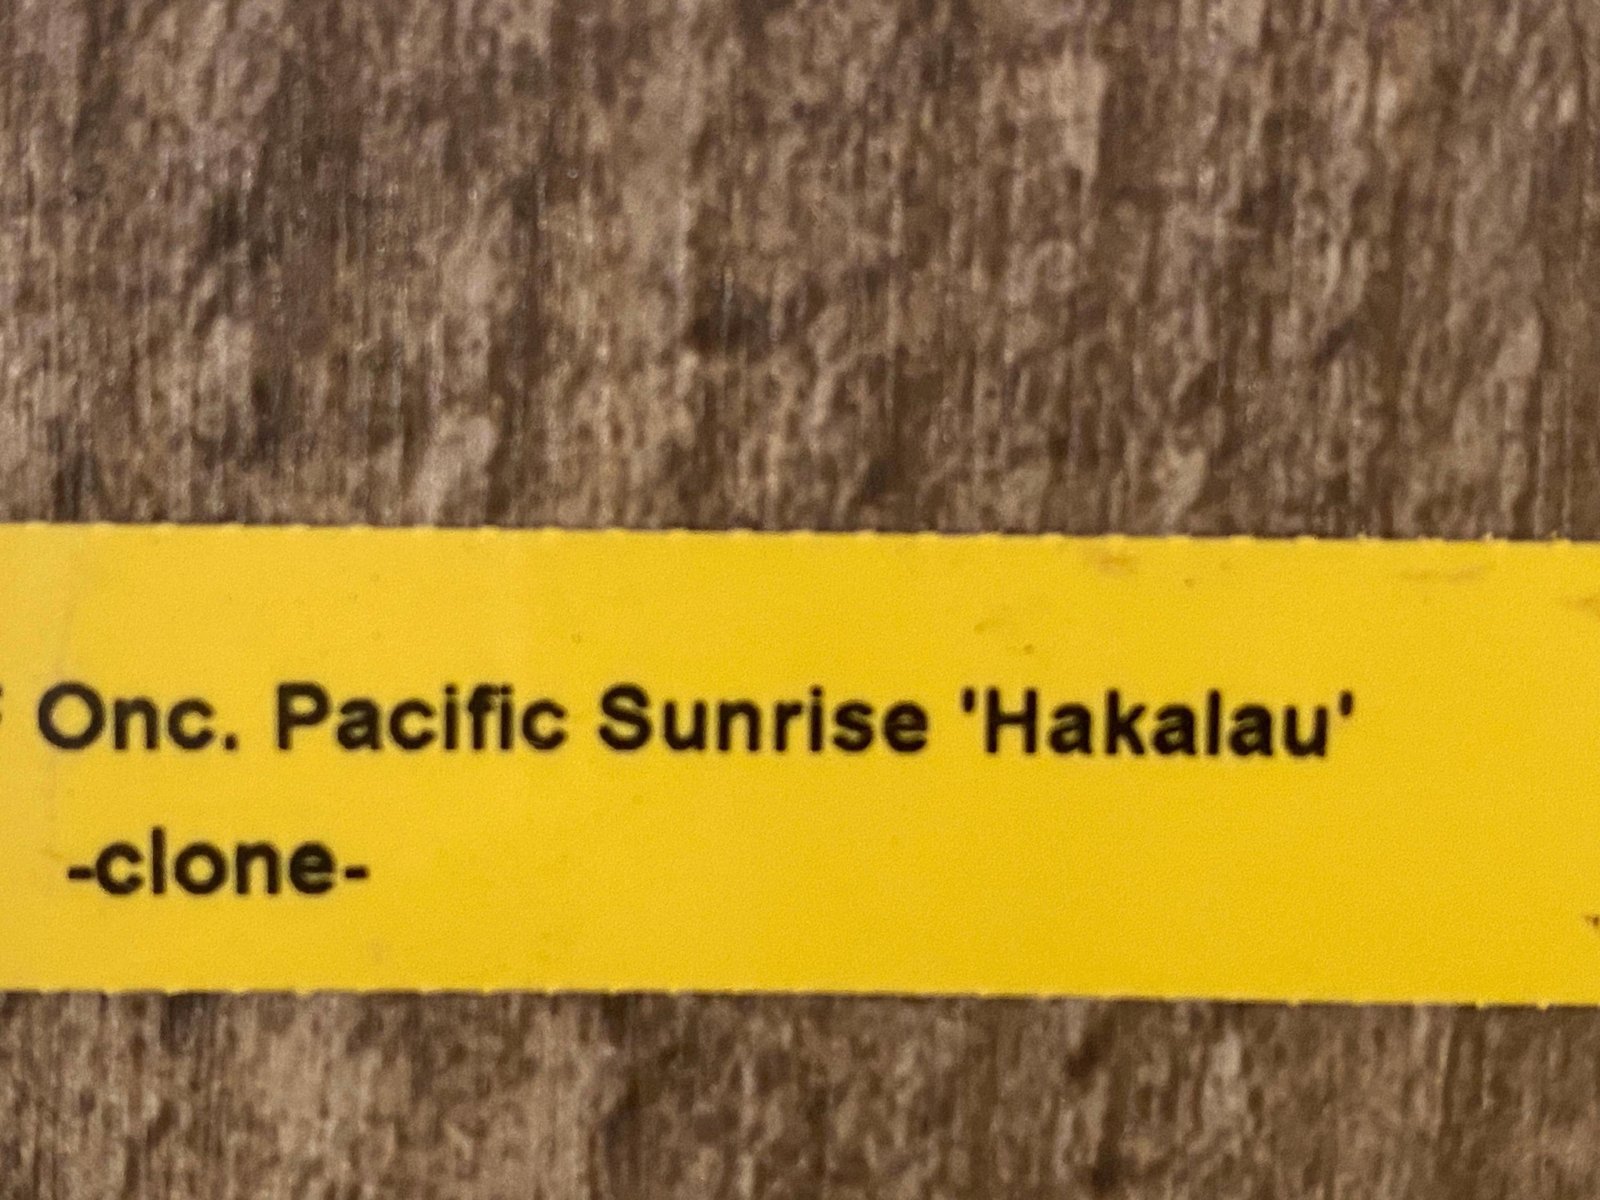 Onc. Pacific Sunrise 'Hakalau'
-clone-